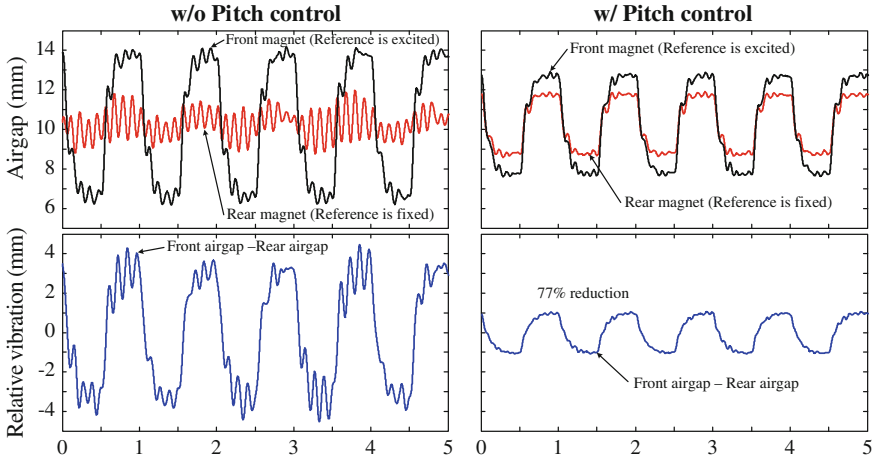 w/o Pitch control
w/ Pitch control
Airgap (mm)
14
12
10
8
6
Front magnet (Reference is excited)
Rear magnet (Reference is fixed)
Front magnet (Reference is excited)
Rear magnet (Reference is fixed)
Relative vibration (mm)
4
2
0
-2
-4
Front airgap –Rear airgap
77% reduction
Front airgap – Rear airgap
0 1 2 3 4 5
0 1 2 3 4 5